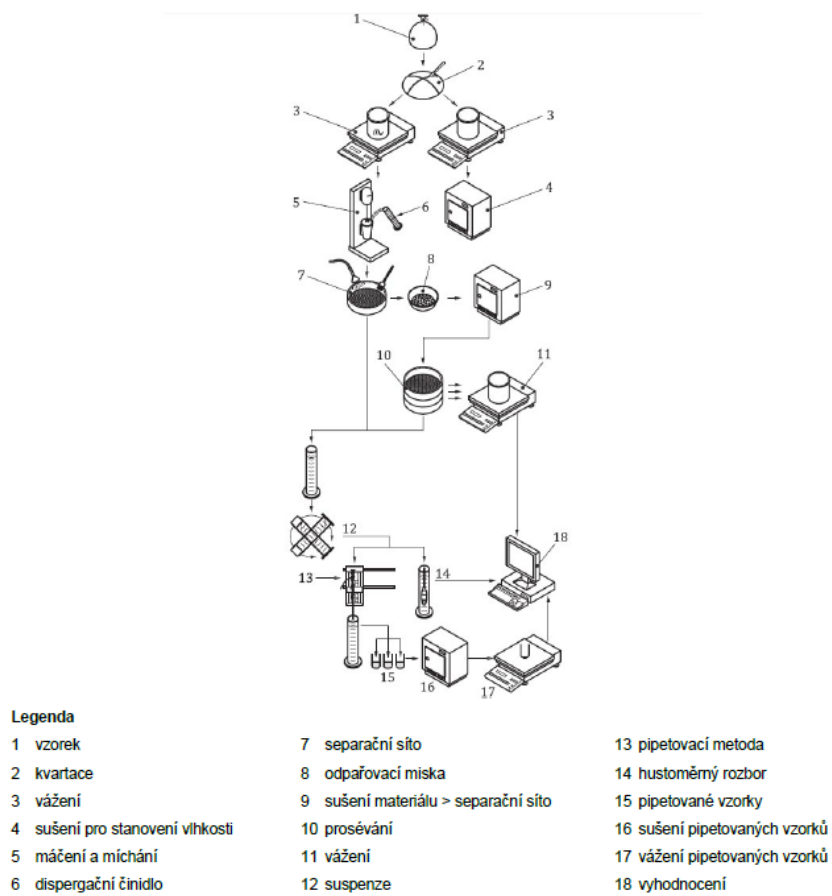 1
2
3
3
4
5
6
7
8
9
10
11
12
13
14
18
15
16
17
Legenda
1 vzorek
2 kvartace
3 vážení
4 sušení pro stanovení vlhkosti
5 máčení a míchání
6 dispergační činidlo
7 separační síto
8 odpařovací miska
9 sušení materiálu > separační síto
10 prosévání
11 vážení
12 suspenze
13 pipetovací metoda
14 hustoměrný rozbor
15 pipetované vzorky
16 sušení pipetovaných vzorků
17 vážení pipetovaných vzorků
18 vyhodnocení